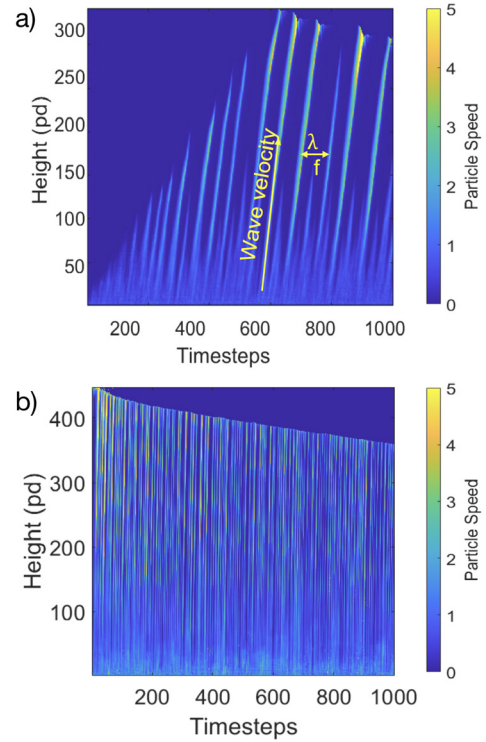 a)
Height (pd)
300
250
200
150
100
50
200
400
600
800
1000
Timesteps
Wave velocity
λ
f
5
4
3
2
1
0
Particle Speed
b)
Height (pd)
400
300
200
100
200
400
600
800
1000
Timesteps
5
4
3
2
1
0
Particle Speed